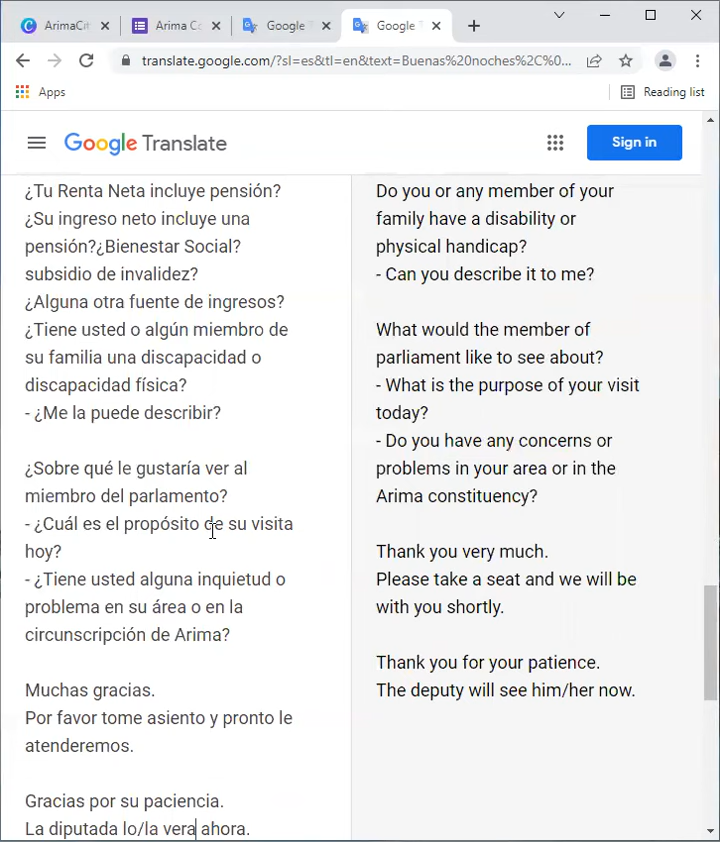 ArimaCit
Arima Co
Google T
Google T
translate.google.com/?sl=es&tl=en&text=Buenas%20noches%2C%0...
Apps
Reading list
Google Translate
Sign in
¿Tu Renta Neta incluye pensión?
¿Su ingreso neto incluye una
pensión?¿Bienestar Social?
subsidio de invalidez?
¿Alguna otra fuente de ingresos?
¿Tiene usted o algún miembro de
su familia una discapacidad o
discapacidad física?
- ¿Me la puede describir?
¿Sobre qué le gustaría ver al
miembro del parlamento?
- ¿Cuál es el propósito de su visita
hoy?
- ¿Tiene usted alguna inquietud o
problema en su área o en la
circunscripción de Arima?
Muchas gracias.
Por favor tome asiento y pronto le
atenderemos.
Gracias por su paciencia.
La diputada lo/la vera ahora.
Do you or any member of your
family have a disability or
physical handicap?
- Can you describe it to me?
What would the member of
parliament like to see about?
- What is the purpose of your visit
today?
- Do you have any concerns or
problems in your area or in the
Arima constituency?
Thank you very much.
Please take a seat and we will be
with you shortly.
Thank you for your patience.
The deputy will see him/her now.